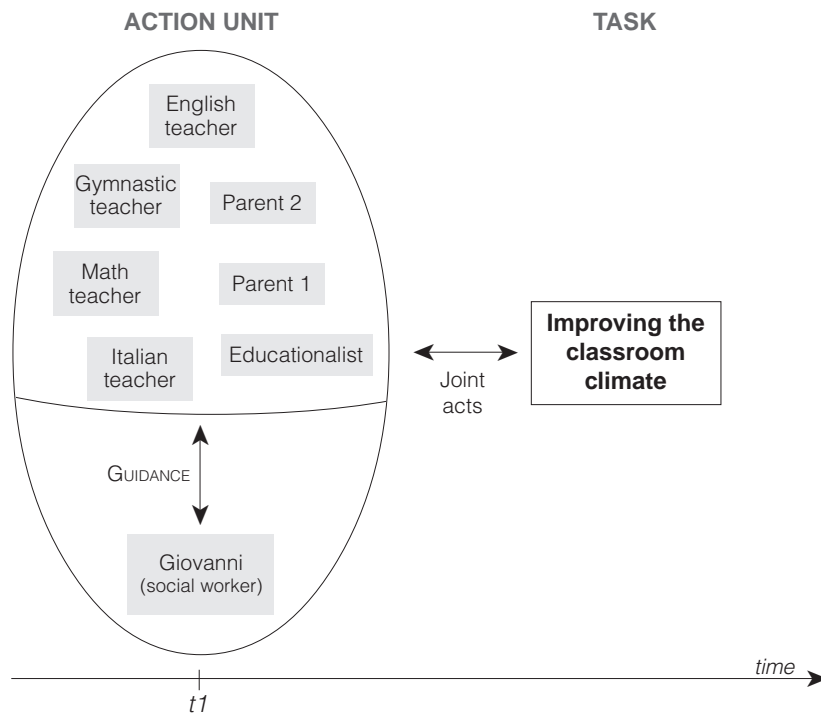 ACTION UNIT
TASK
English
teacher
Gymnastic
teacher
Parent 2
Math
teacher
Parent 1
Italian
teacher
Educationalist
Joint
acts
Improving the
classroom
climate
GUIDANCE
Giovanni
(social worker)
time
t1